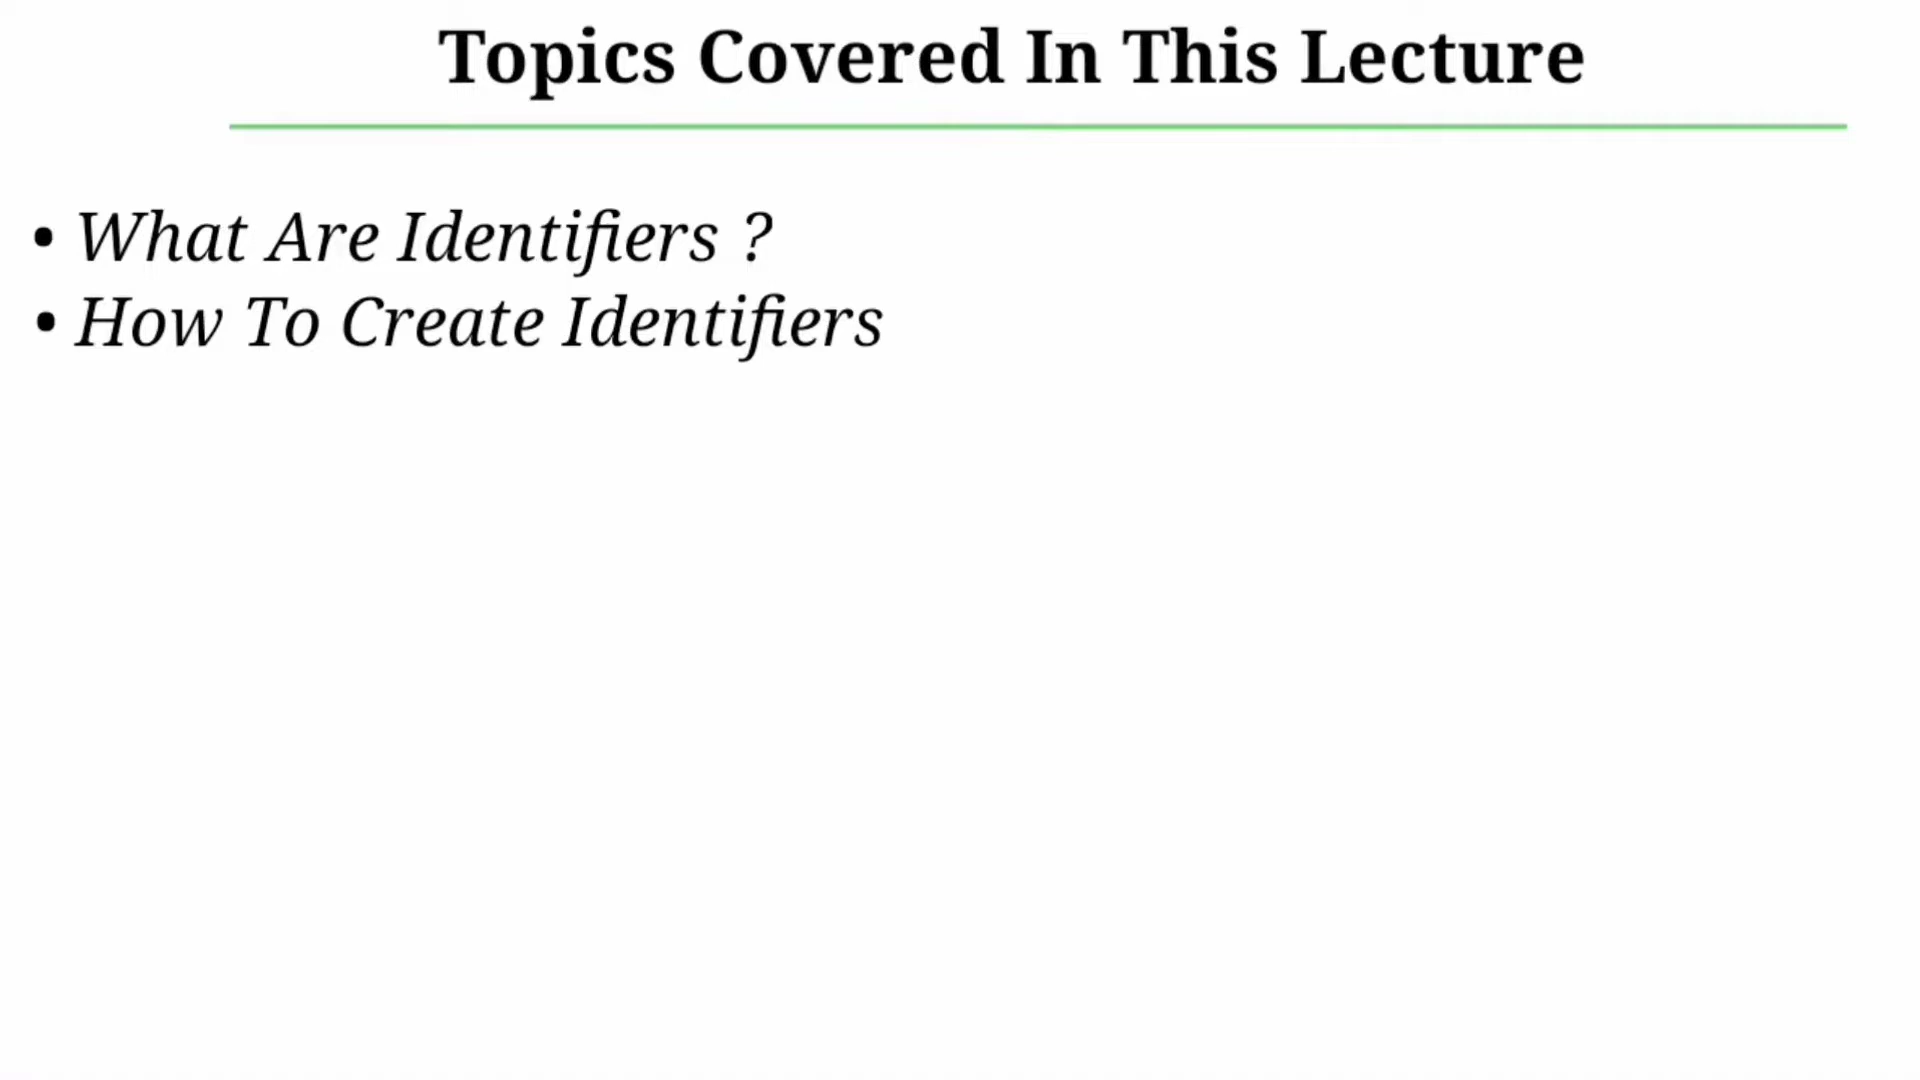 Topics Covered In This Lecture
• What Are Identifiers ?
• How To Create Identifiers